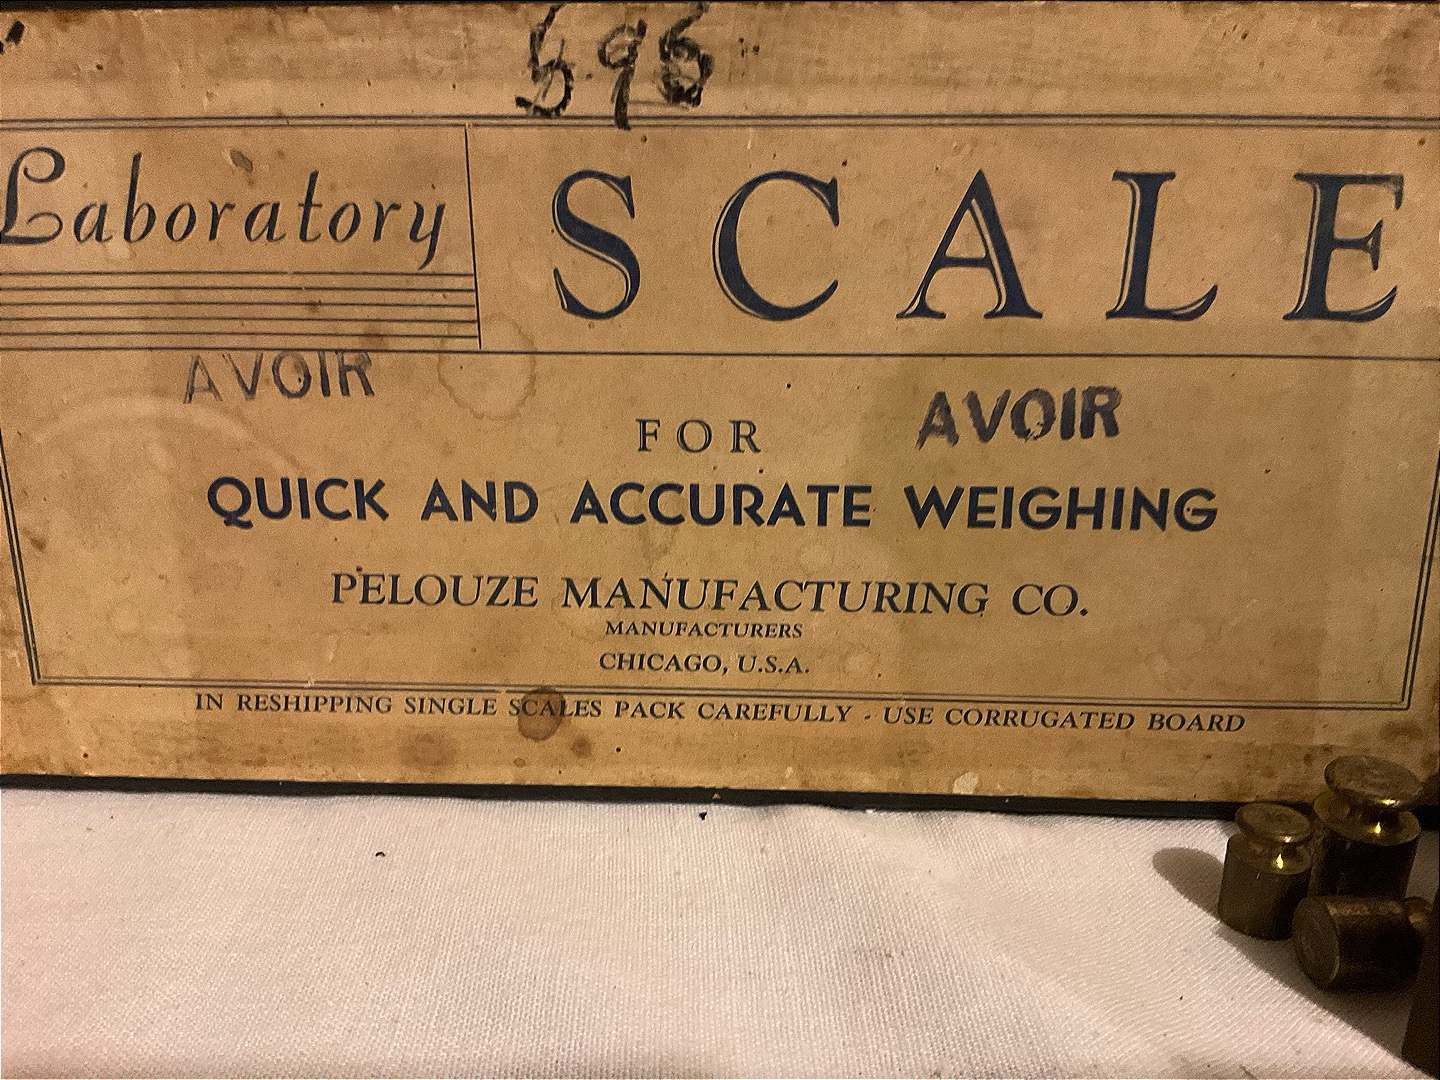 595
Laboratory SCALE
AVOIR
AVOIR
FOR
QUICK AND ACCURATE WEIGHING
PELOUZE MANUFACTURING CO.
MANUFACTURERS
CHICAGO, U.S.A.
IN RESHIPPING SINGLE SCALES PACK CAREFULLY - USE CORRUGATED BOARD